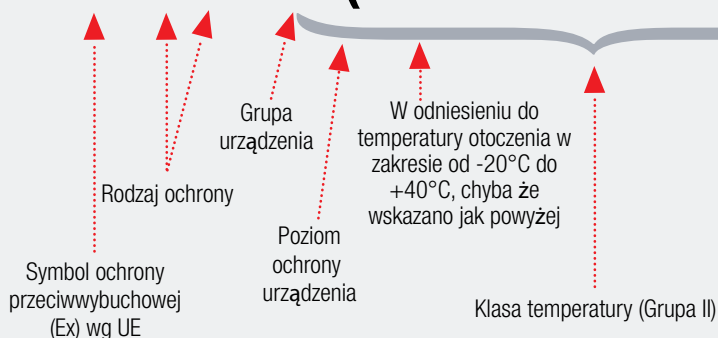 Grupa
urządzenia
W odniesieniu do
temperatury otoczenia w
zakresie od -20°C do
+40°C, chyba że
wskazano jak powyżej
Rodzaj ochrony
Poziom
ochrony
urządzenia
Symbol ochrony
przeciwwybuchowej
(Ex) wg UE
Klasa temperatury (Grupa II)